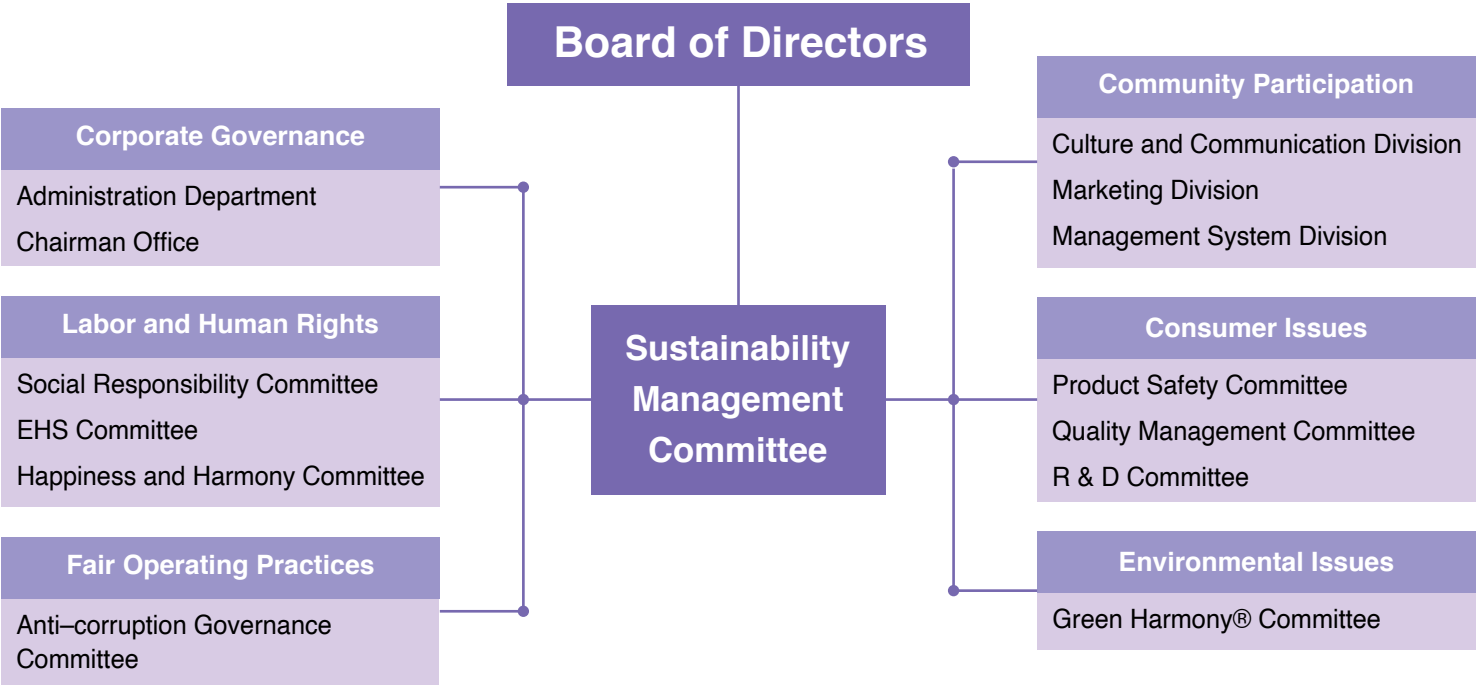 Board of Directors
Corporate Governance
Administration Department
Chairman Office
Labor and Human Rights
Social Responsibility Committee
EHS Committee
Happiness and Harmony Committee
Fair Operating Practices
Anti–corruption Governance
Committee
Sustainability
Management
Committee
Community Participation
Culture and Communication Division
Marketing Division
Management System Division
Consumer Issues
Product Safety Committee
Quality Management Committee
R & D Committee
Environmental Issues
Green Harmony® Committee